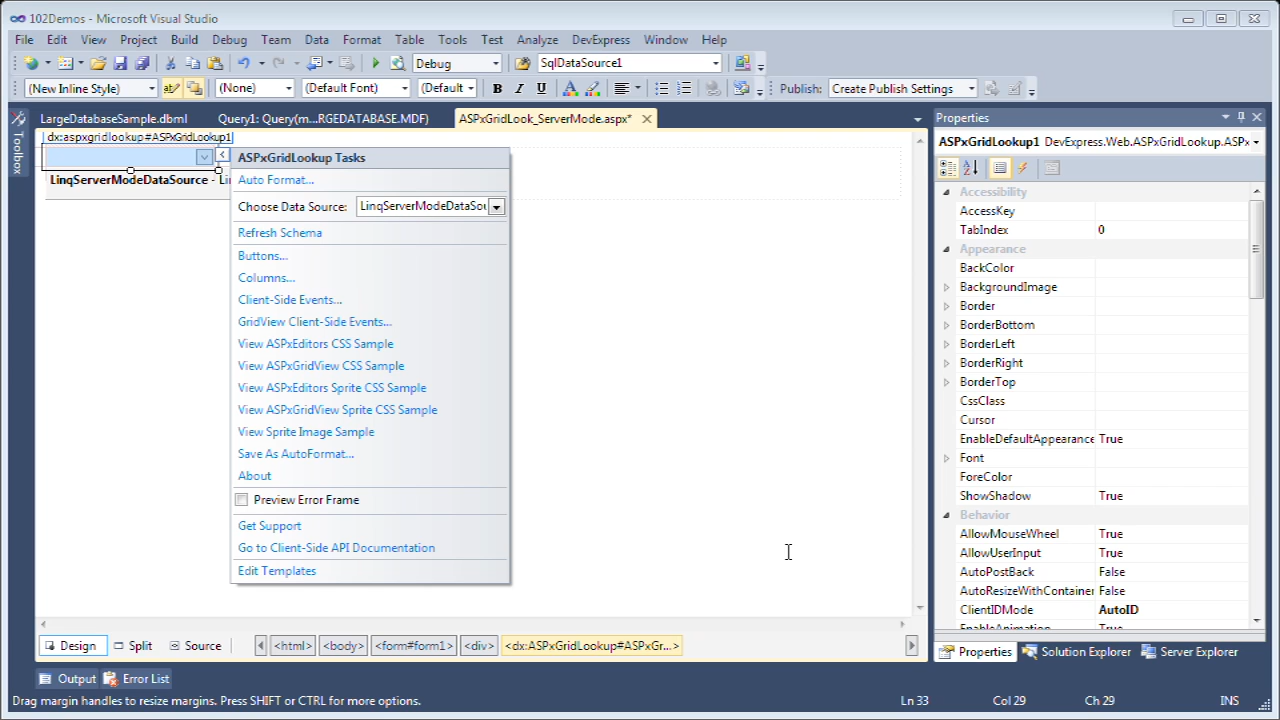 102Demos - Microsoft Visual Studio
File Edit View Project Build Debug Team Data Format Table Tools Test Analyze DevExpress Window Help
Debug SqlDataSource1
(New Inline Style) (None) (Default Font) (Default B I U A Publish: Create Publish Settings
Toolbox
LargeDatabaseSample.dbml Query1: Query(m...RGEDATABASE.MDF) ASPxGridLook_ServerMode.aspx*
dx:aspxgridlookup#ASPxGridLookup1
LinqServerModeDataSource - Li
ASPxGridLookup Tasks
Auto Format...
Choose Data Source: LinqServerModeDataSou
Refresh Schema
Buttons...
Columns...
Client-Side Events...
GridView Client-Side Events...
View ASPxEditors CSS Sample
View ASPxGridView CSS Sample
View ASPxEditors Sprite CSS Sample
View ASPxGridView Sprite CSS Sample
View Sprite Image Sample
Save As AutoFormat...
About
Preview Error Frame
Get Support
Go to Client-Side API Documentation
Edit Templates
Design Split Source <html> <body> <form#form1> <div> <dx:ASPxGridLookup#ASPxGr...>
Properties
ASPxGridLookup1 DevExpress.Web.ASPxGridLookup.ASPx
Accessibility
AccessKey
TabIndex 0
Appearance
BackColor
BackgroundImage
Border
BorderBottom
BorderLeft
BorderRight
BorderTop
CssClass
Cursor
EnableDefaultAppearance True
Font
ForeColor
ShowShadow True
Behavior
AllowMouseWheel True
AllowUserInput True
AutoPostBack False
AutoResizeWithContainer False
ClientIDMode AutoID
EnableAnimation True
Properties Solution Explorer Server Explorer
Output Error List
Drag margin handles to resize margins. Press SHIFT or CTRL for more options. Ln 33 Col 29 Ch 29 INS